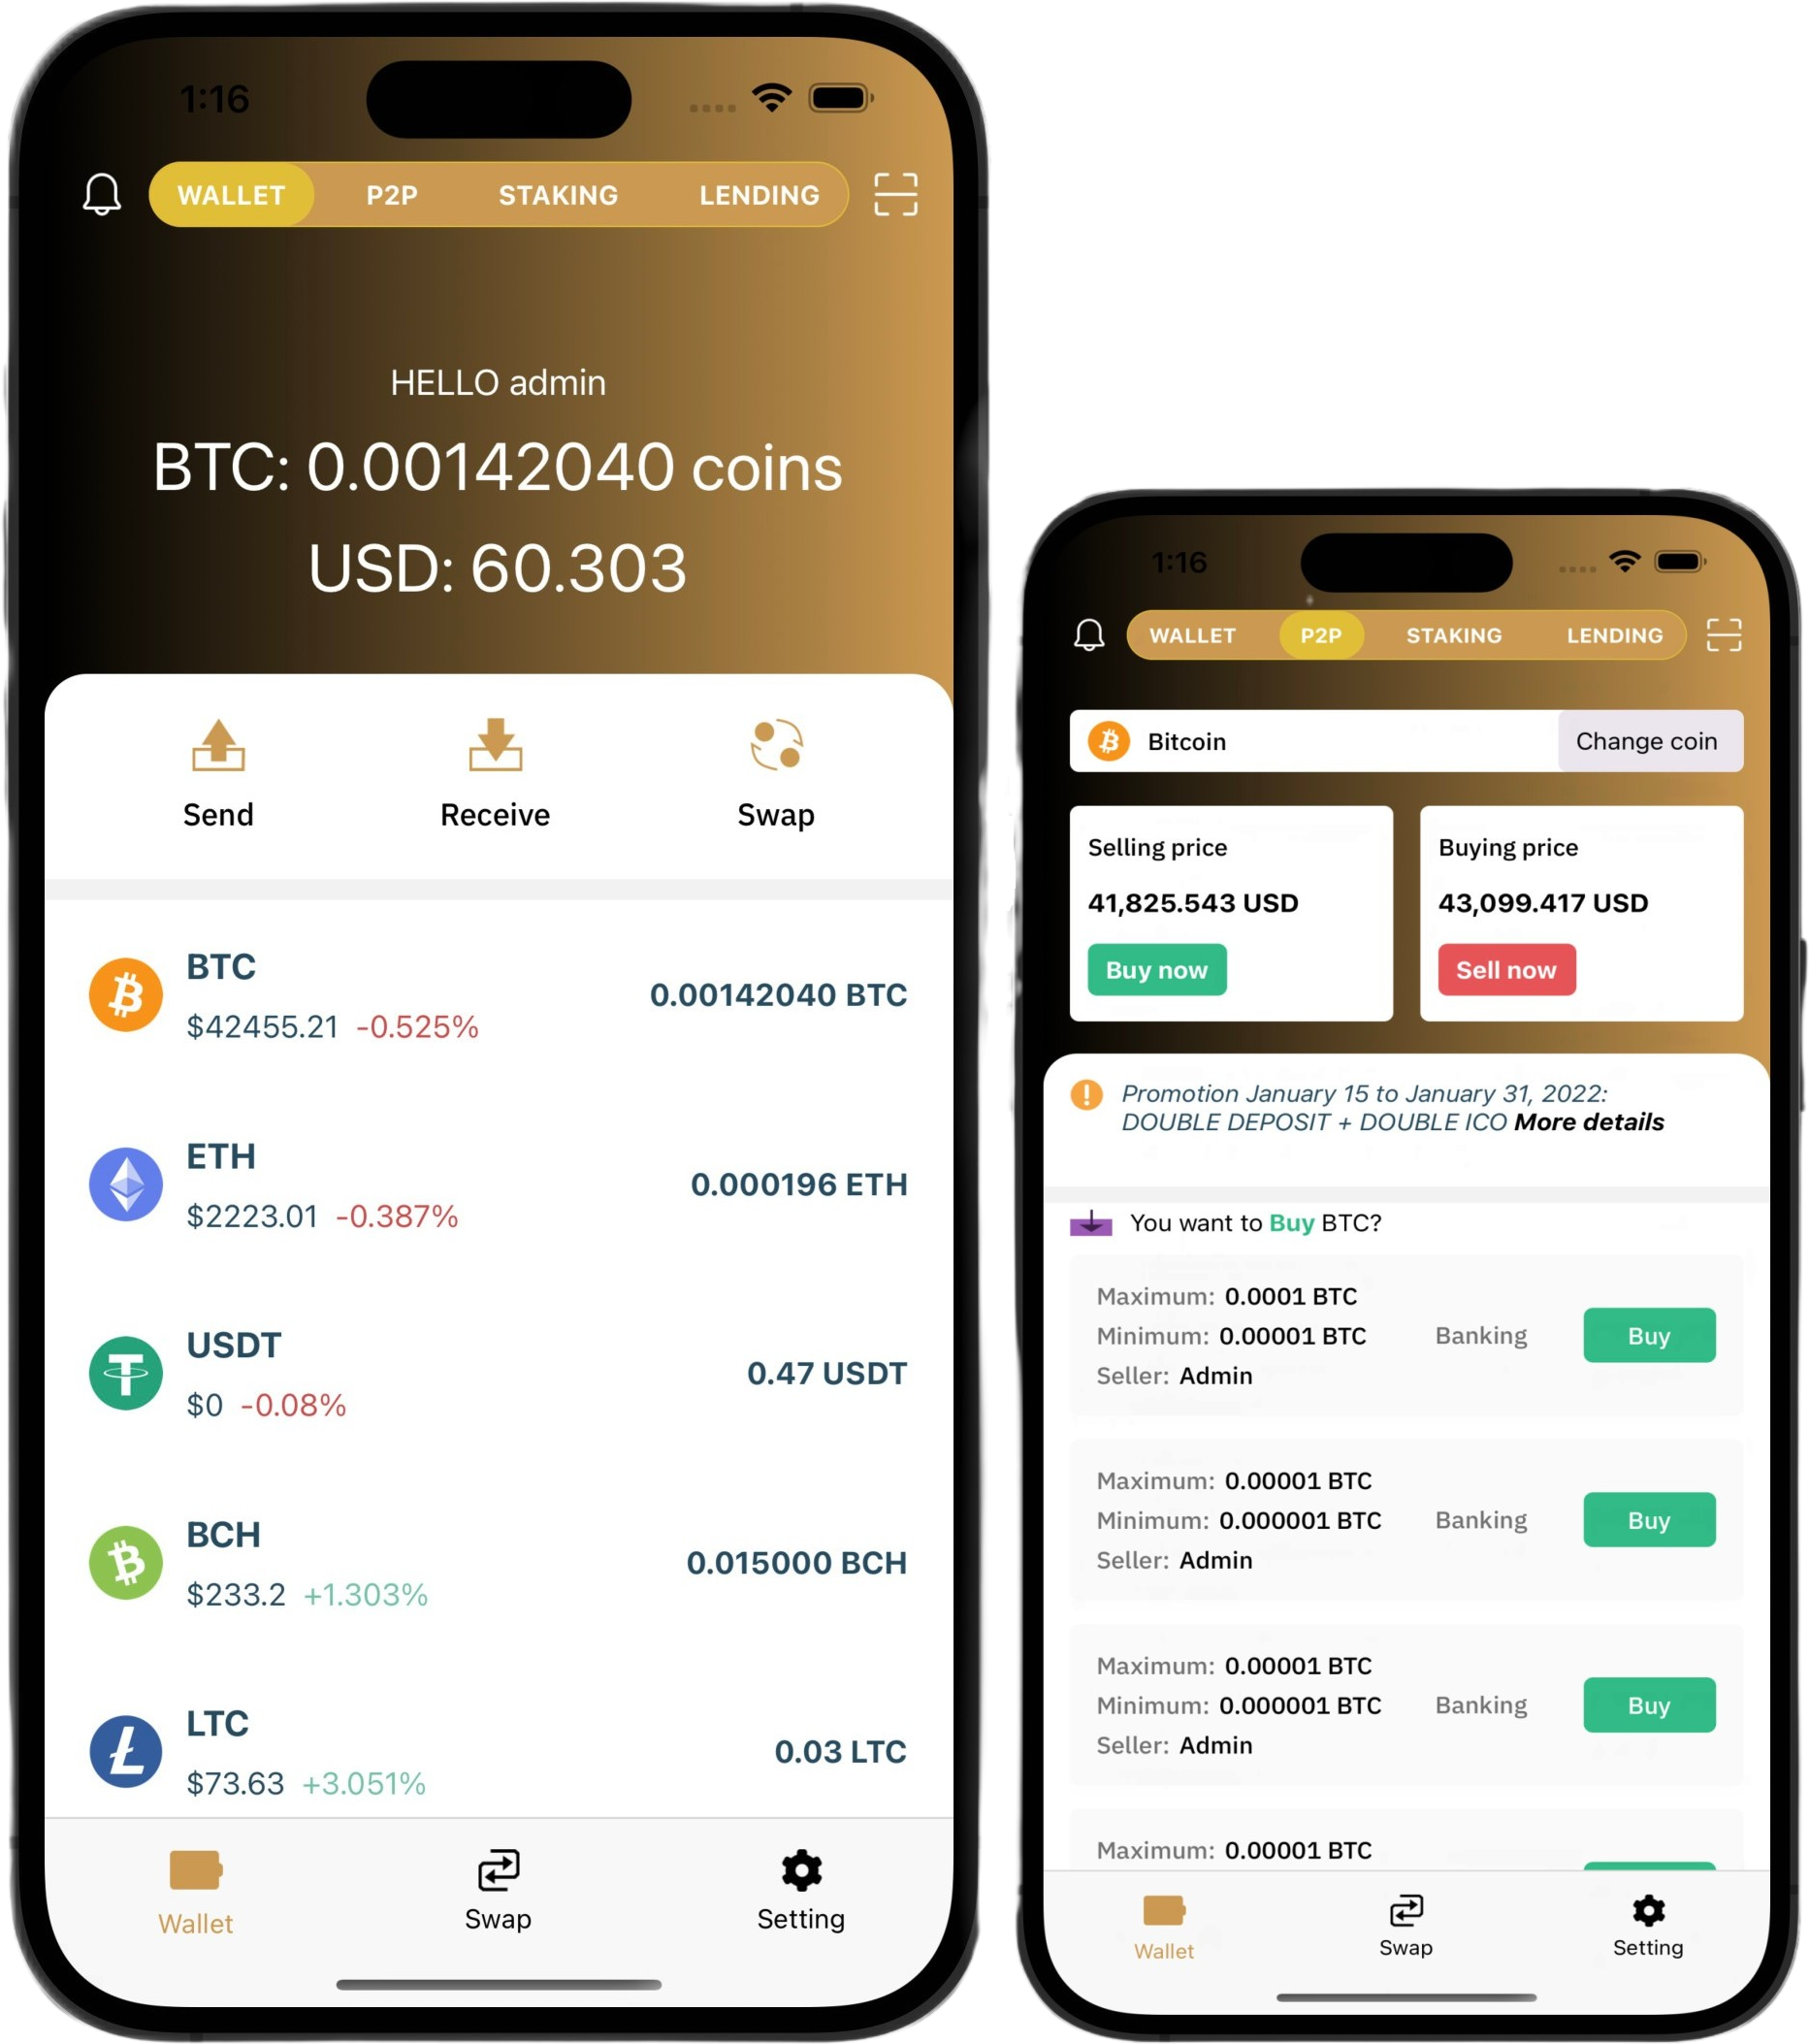 1:16
WALLET P2P STAKING LENDING
HELLO admin
BTC: 0.00142040 coins
USD: 60.303
Send Receive Swap
BTC
0.00142040 BTC
$42455.21 -0.525%
ETH
0.000196 ETH
$2223.01 -0.387%
USDT
0.47 USDT
$0 -0.08%
BCH
0.015000 BCH
$233.2 +1.303%
LTC
0.03 LTC
$73.63 +3.051%
Wallet Swap Setting
1:16
WALLET P2P STAKING LENDING
Bitcoin Change coin
Selling price
41,825.543 USD
Buy now
Buying price
43,099.417 USD
Sell now
Promotion January 15 to January 31, 2022:
DOUBLE DEPOSIT + DOUBLE ICO More details
You want to Buy BTC?
Maximum: 0.0001 BTC
Minimum: 0.00001 BTC Banking Buy
Seller: Admin
Maximum: 0.00001 BTC
Minimum: 0.000001 BTC Banking Buy
Seller: Admin
Maximum: 0.00001 BTC
Minimum: 0.000001 BTC Banking Buy
Seller: Admin
Maximum: 0.00001 BTC
Wallet Swap Setting